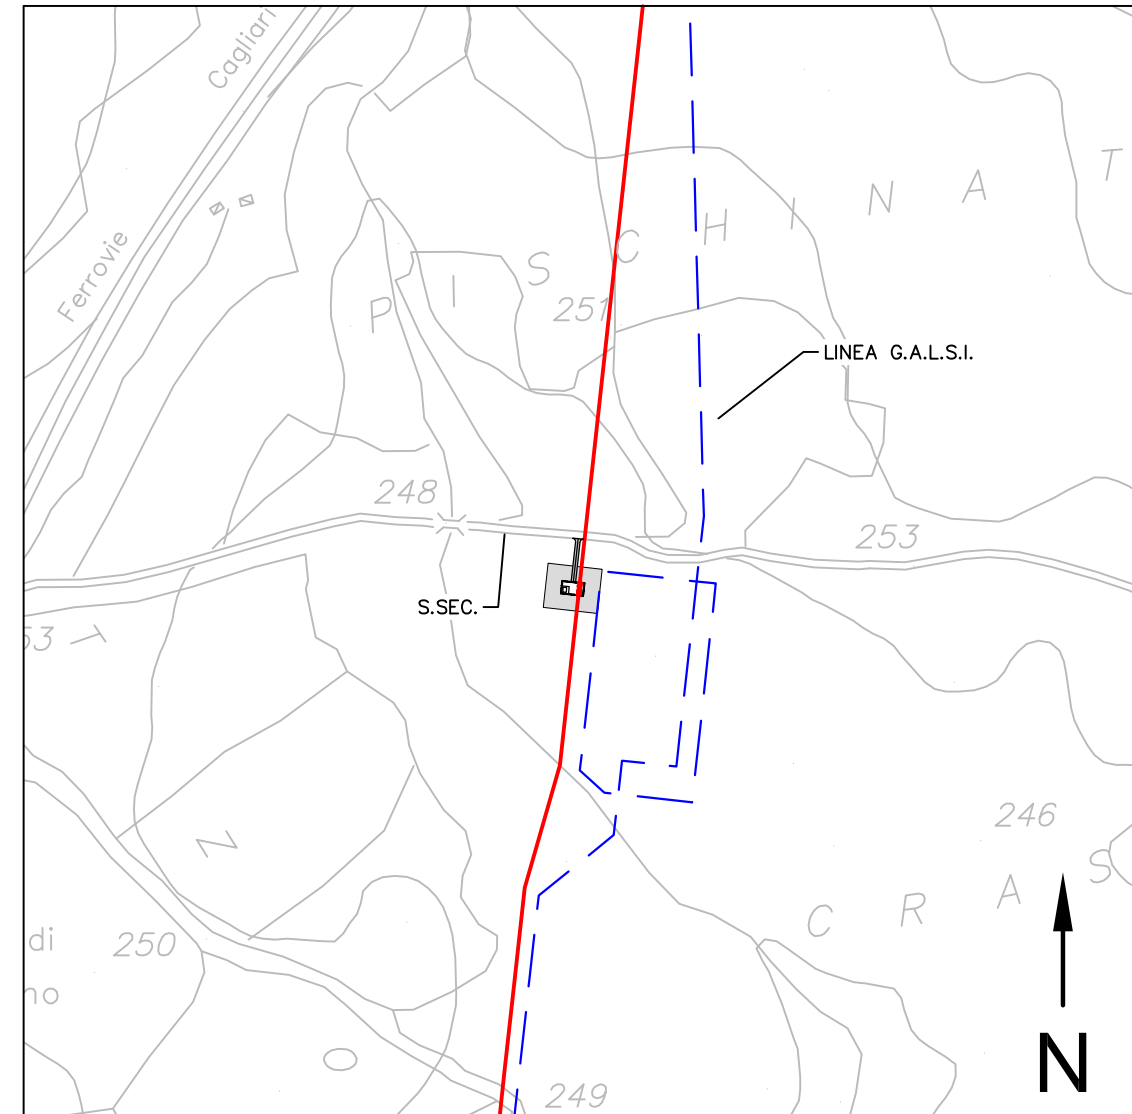 Cagliari
Ferrovie
P I S C H I N A T
251
LINEA G.A.L.S.I.
248
253
S.SEC.
53 T
N
246
C R A S
di
250
no
249
N